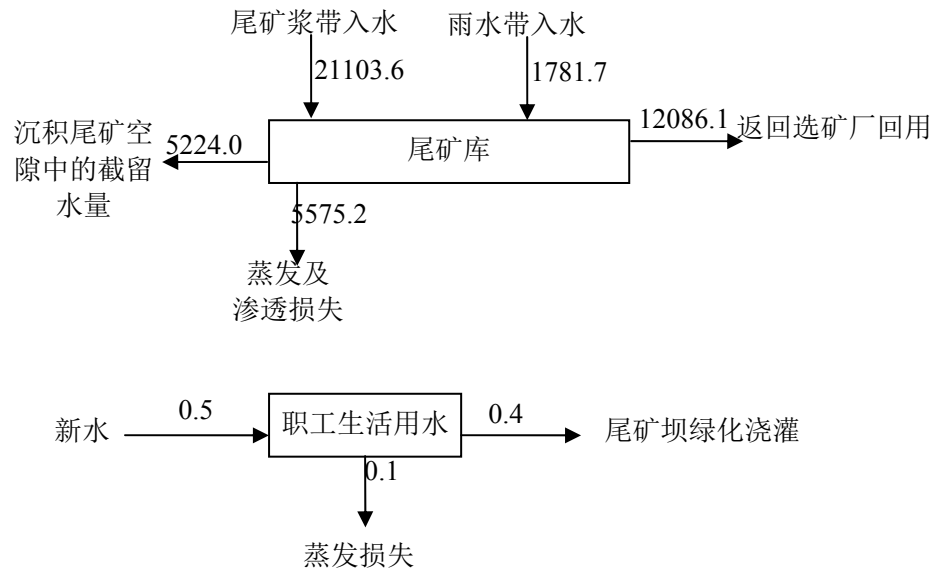 尾矿浆带入水
雨水带入水
21103.6
1781.7
沉积尾矿空
隙中的截留
水量
5224.0
尾矿库
12086.1
返回选矿厂回用
5575.2
蒸发及
渗透损失
新水
0.5
职工生活用水
0.4
尾矿坝绿化浇灌
0.1
蒸发损失